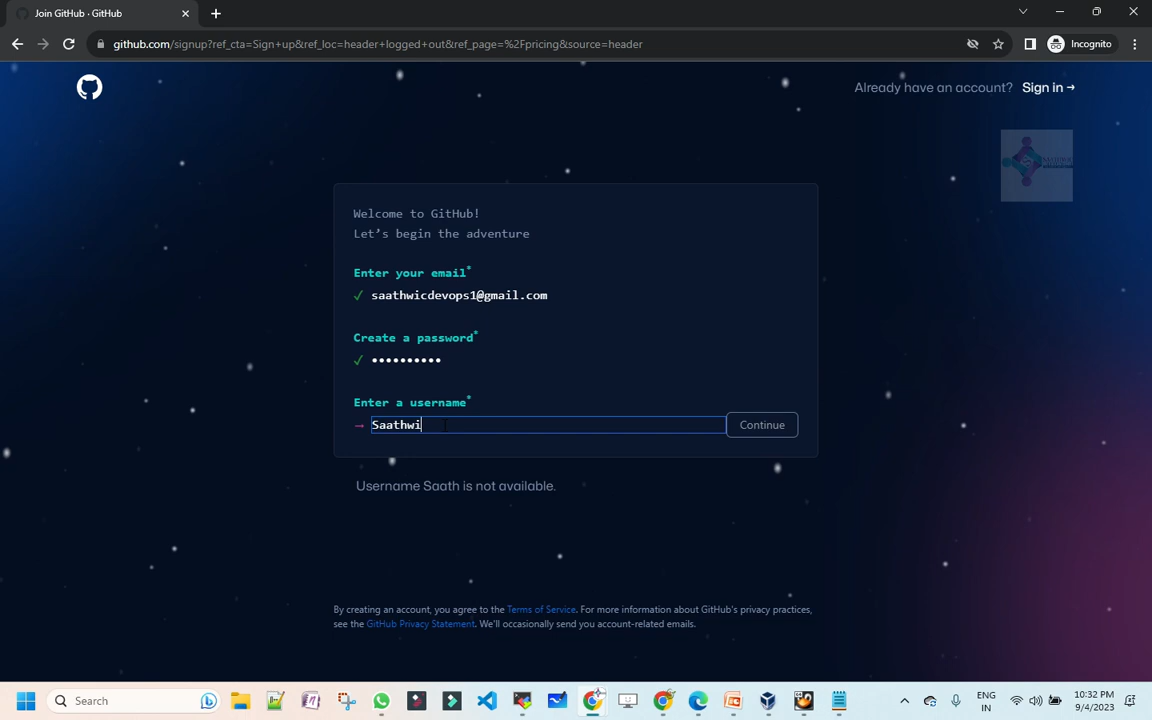 Join GitHub · GitHub
github.com/signup?ref_cta=Sign+up&ref_loc=header+logged+out&ref_page=%2Fpricing&source=header
Incognito
Already have an account? Sign in →
Welcome to GitHub!
Let’s begin the adventure
Enter your email*
✓ saathwicdevops1@gmail.com
Create a password*
✓ ••••••••••
Enter a username*
→ Saathwi
Continue
Username Saath is not available.
By creating an account, you agree to the Terms of Service. For more information about GitHub's privacy practices,
see the GitHub Privacy Statement. We'll occasionally send you account-related emails.
Search
ENG
IN
10:32 PM
9/4/2023